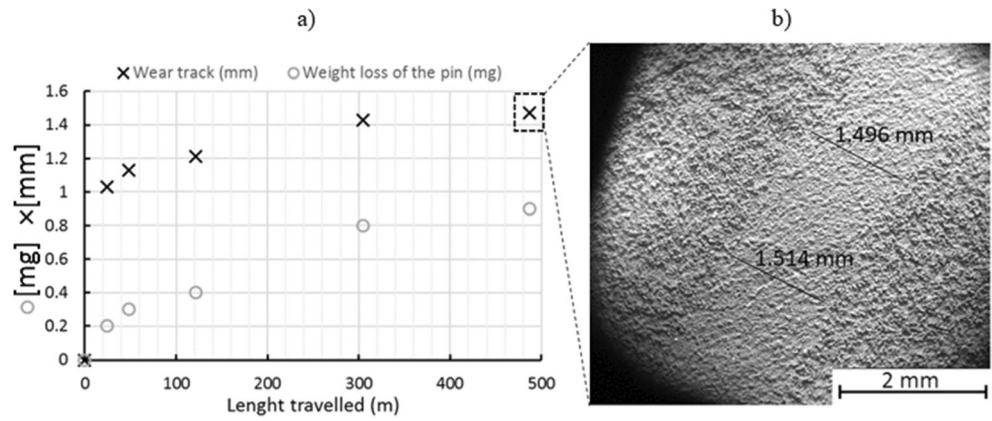 a)
b)
Wear track (mm)
Weight loss of the pin (mg)
1.6
1.4
1.2
1
0.8
0.6
0.4
0.2
0
[mg] ×[mm]
0
100
200
300
400
500
Lenght travelled (m)
1.496 mm
1.514 mm
2 mm